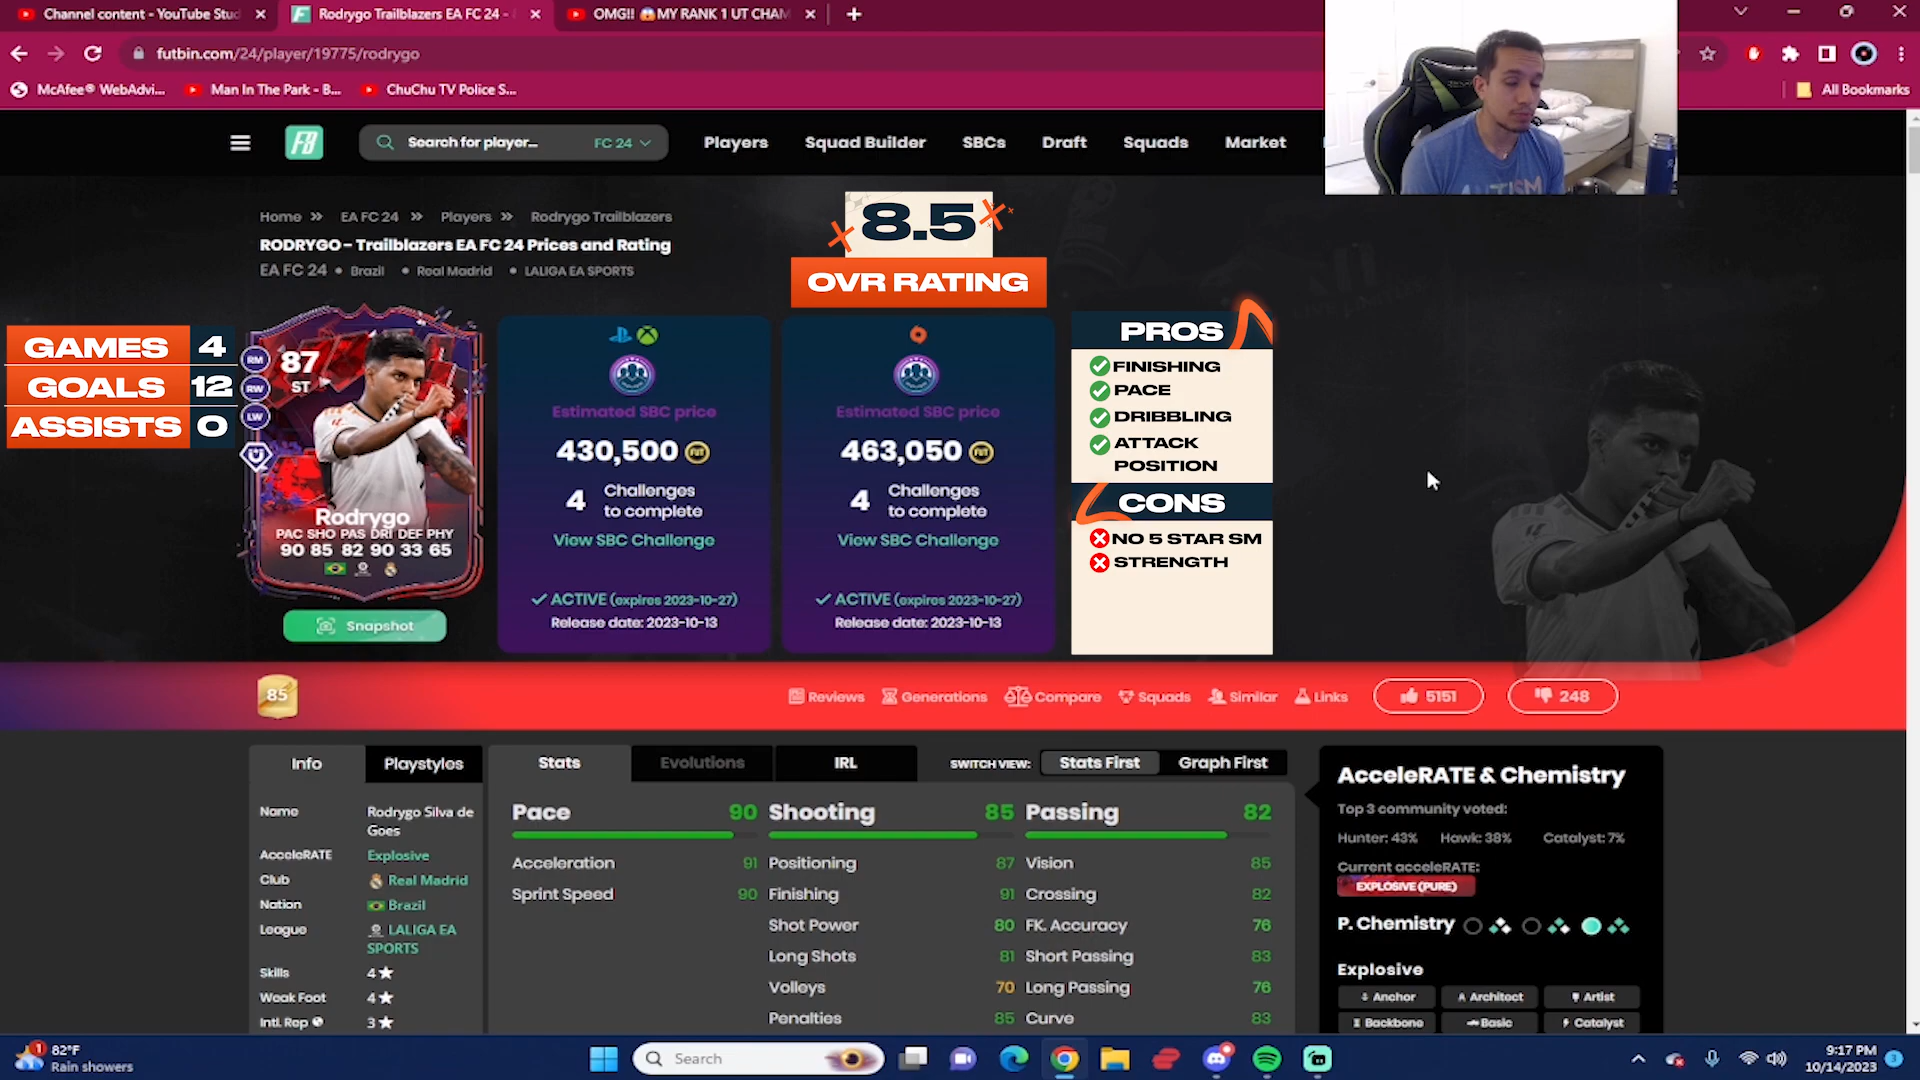 Channel content - YouTube Stud
Rodrygo Trailblazers EA FC 24 -
OMG!! 😱MY RANK 1 UT CHAM
futbin.com/24/player/19775/rodrygo
McAfee® WebAdvi...
Man In The Park - B...
ChuChu TV Police S...
All Bookmarks
Search for player...
FC 24
Players
Squad Builder
SBCs
Draft
Squads
Market
AUTISM
Home » EA FC 24 » Players » Rodrygo Trailblazers
RODRYGO - Trailblazers EA FC 24 Prices and Rating
EA FC 24 • Brazil • Real Madrid • LALIGA EA SPORTS
8.5
OVR RATING
GAMES 4
GOALS 12
ASSISTS 0
RM
RW
LW
87
ST
Rodrygo
PAC SHO PAS DRI DEF PHY
90 85 82 90 33 65
Snapshot
Estimated SBC price
430,500
4 Challenges to complete
View SBC Challenge
ACTIVE (expires 2023-10-27)
Release date: 2023-10-13
Estimated SBC price
463,050
4 Challenges to complete
View SBC Challenge
ACTIVE (expires 2023-10-27)
Release date: 2023-10-13
PROS
FINISHING
PACE
DRIBBLING
ATTACK
POSITION
CONS
NO 5 STAR SM
STRENGTH
85
Reviews
Generations
Compare
Squads
Similar
Links
5151
248
Info
Playstyles
Name Rodrygo Silva de
Goes
AcceleRATE Explosive
Club Real Madrid
Nation Brazil
League LALIGA EA
SPORTS
Skills 4★
Weak Foot 4★
Intl. Rep 3★
Stats
Evolutions
IRL
SWITCH VIEW:
Stats First
Graph First
Pace 90
Acceleration 91
Sprint Speed 90
Shooting 85
Positioning 87
Finishing 91
Shot Power 80
Long Shots 81
Volleys 70
Penalties 85
Passing 82
Vision 85
Crossing 82
FK. Accuracy 76
Short Passing 83
Long Passing 76
Curve 83
AcceleRATE & Chemistry
Top 3 community voted:
Hunter: 43% Hawk: 38% Catalyst: 7%
Current acceleRATE:
EXPLOSIVE (PURE)
P. Chemistry
Explosive
Anchor
Architect
Artist
Backbone
Basic
Catalyst
1
82°F
Rain showers
Search
9:17 PM
10/14/2023
3